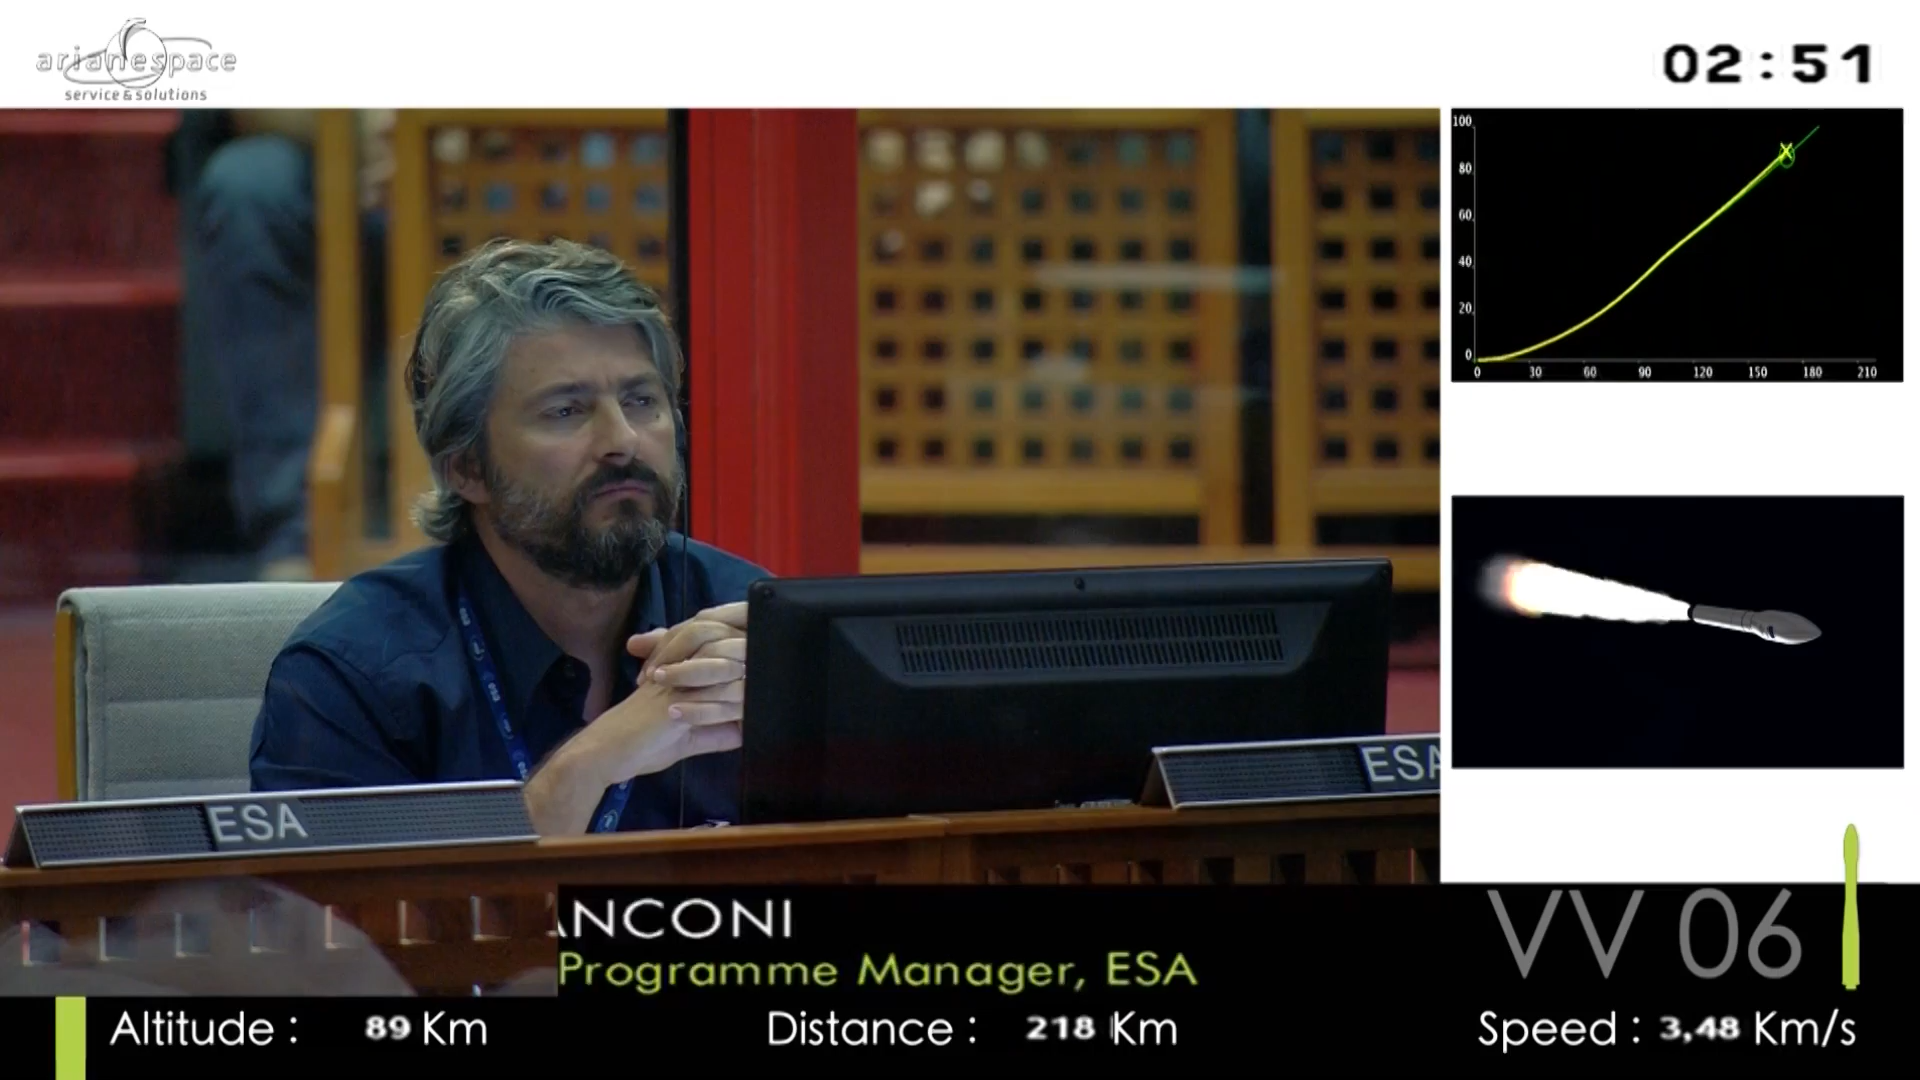 arianespace
service & solutions
02:51
100
80
60
40
20
0
0 30 60 90 120 150 180 210
ESA
ESA
ANCONI
Programme Manager, ESA
VV 06
Altitude : 89 Km
Distance : 218 Km
Speed : 3,48 Km/s